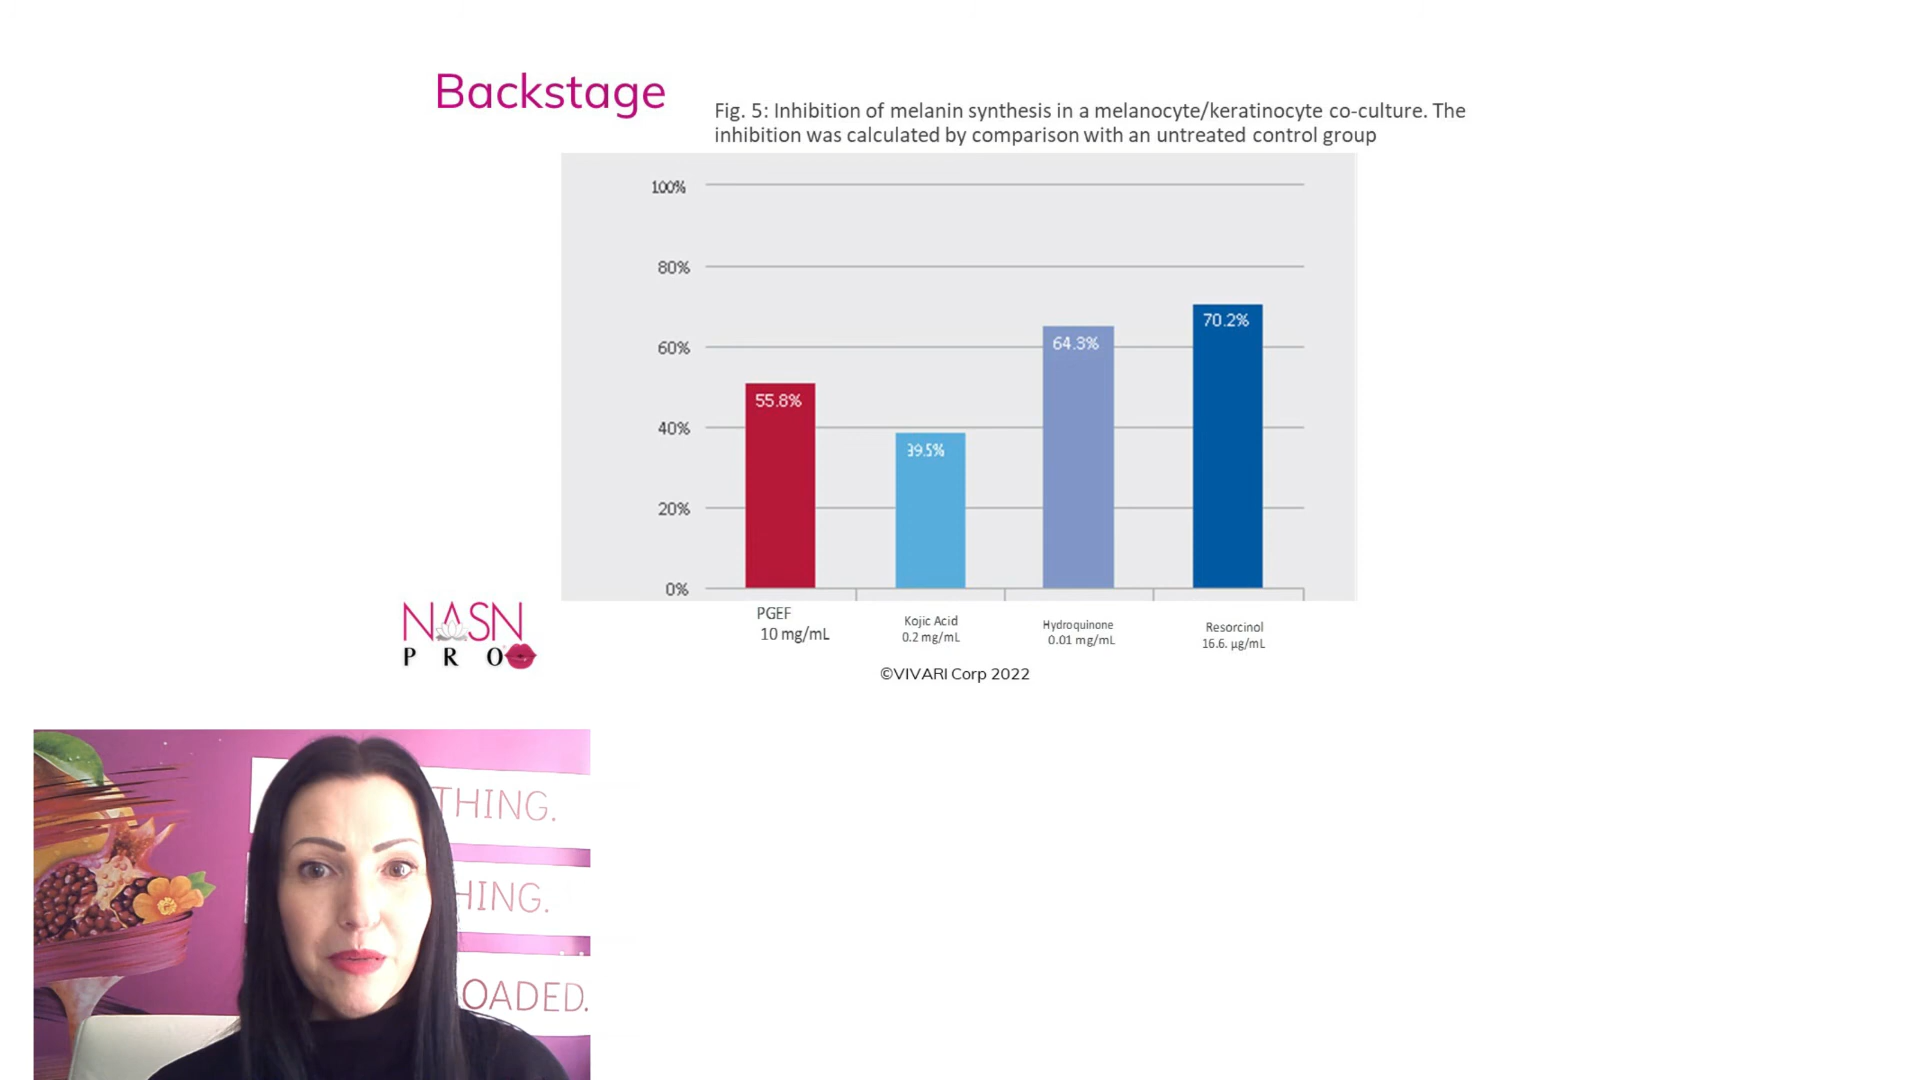 Backstage
Fig. 5: Inhibition of melanin synthesis in a melanocyte/keratinocyte co-culture. The
inhibition was calculated by comparison with an untreated control group
100%
80%
60%
40%
20%
0%
55.8%
39.5%
64.3%
70.2%
PGEF
10 mg/mL
Kojic Acid
0.2 mg/mL
Hydroquinone
0.01 mg/mL
Resorcinol
16.6. µg/mL
NASN
PRO
©VIVARI Corp 2022
THING.
HING.
OADED.